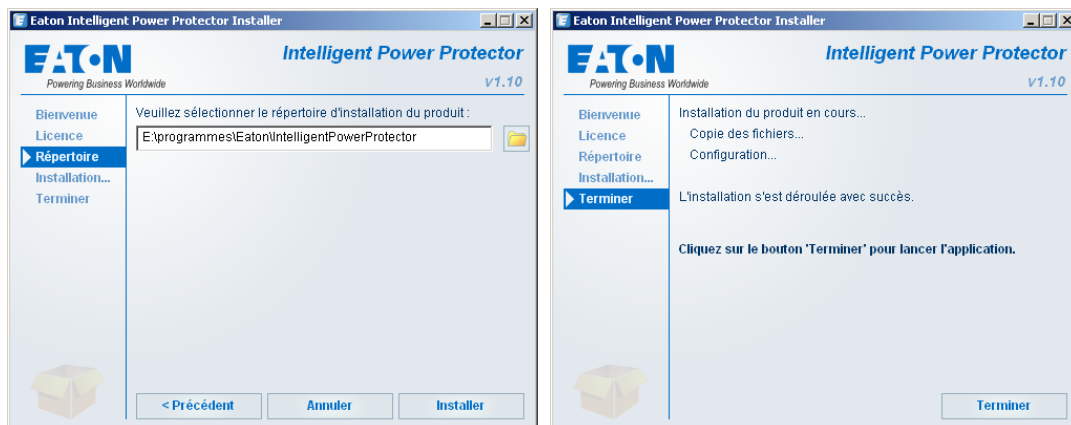 Eaton Intelligent Power Protector Installer
EATON
Powering Business Worldwide
Intelligent Power Protector
v1.10
Bienvenue
Licence
Répertoire
Installation...
Terminer
Veuillez sélectionner le répertoire d'installation du produit :
E:\programmes\Eaton\IntelligentPowerProtector
< Précédent
Annuler
Installer
Eaton Intelligent Power Protector Installer
EATON
Powering Business Worldwide
Intelligent Power Protector
v1.10
Bienvenue
Licence
Répertoire
Installation...
Terminer
Installation du produit en cours...
Copie des fichiers...
Configuration...
L'installation s'est déroulée avec succès.
Cliquez sur le bouton 'Terminer' pour lancer l'application.
Terminer